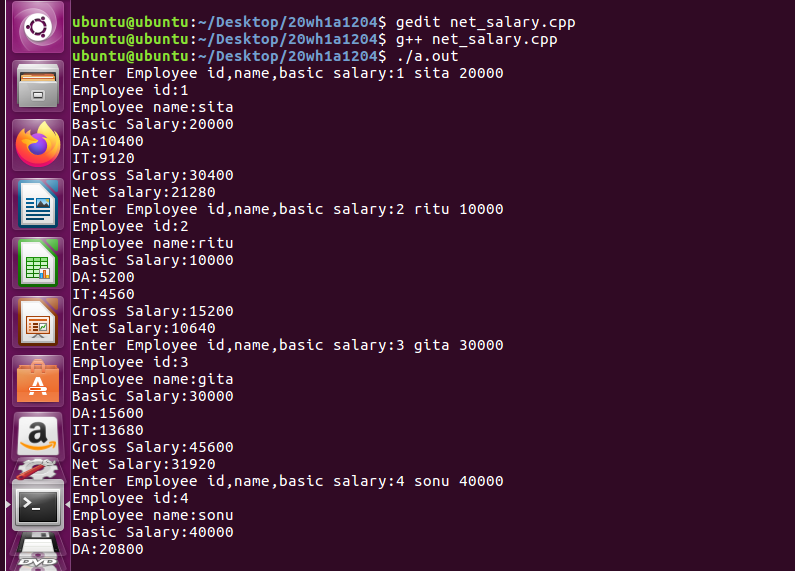 ubuntu@ubuntu:~/Desktop/20wh1a1204$ gedit net_salary.cpp
ubuntu@ubuntu:~/Desktop/20wh1a1204$ g++ net_salary.cpp
ubuntu@ubuntu:~/Desktop/20wh1a1204$ ./a.out
Enter Employee id,name,basic salary:1 sita 20000
Employee id:1
Employee name:sita
Basic Salary:20000
DA:10400
IT:9120
Gross Salary:30400
Net Salary:21280
Enter Employee id,name,basic salary:2 ritu 10000
Employee id:2
Employee name:ritu
Basic Salary:10000
DA:5200
IT:4560
Gross Salary:15200
Net Salary:10640
Enter Employee id,name,basic salary:3 gita 30000
Employee id:3
Employee name:gita
Basic Salary:30000
DA:15600
IT:13680
Gross Salary:45600
Net Salary:31920
Enter Employee id,name,basic salary:4 sonu 40000
Employee id:4
Employee name:sonu
Basic Salary:40000
DA:20800
a
>_
DVD